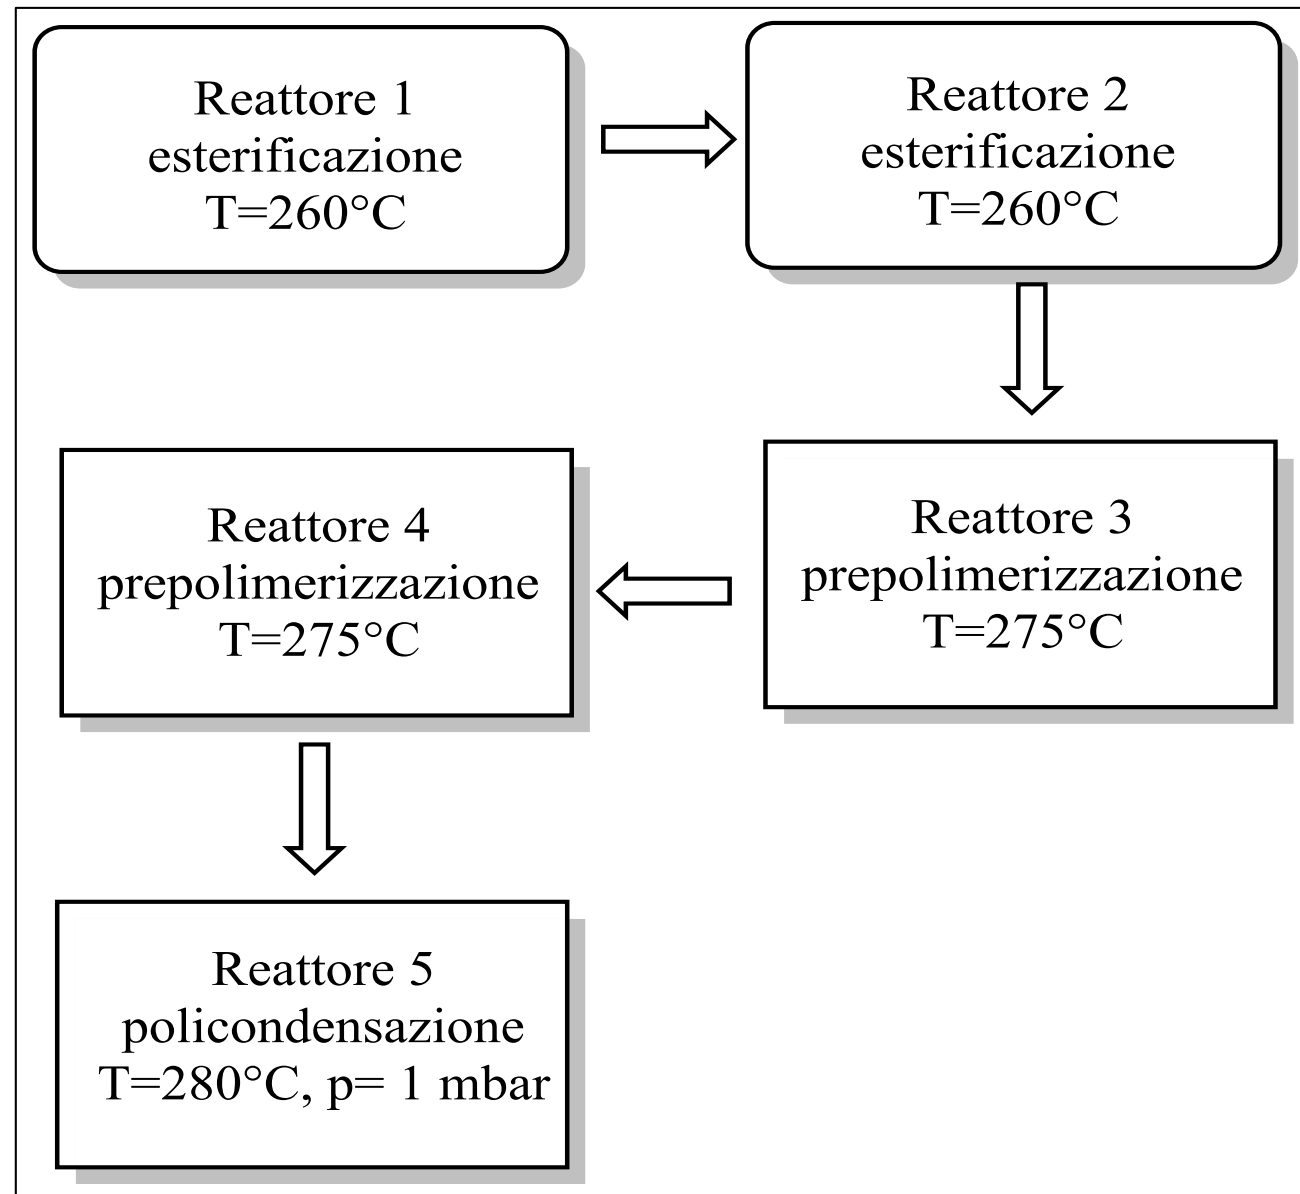 Reattore 1
esterificazione
T=260°C
Reattore 2
esterificazione
T=260°C
Reattore 3
prepolimerizzazione
T=275°C
Reattore 4
prepolimerizzazione
T=275°C
Reattore 5
policondensazione
T=280°C, p= 1 mbar